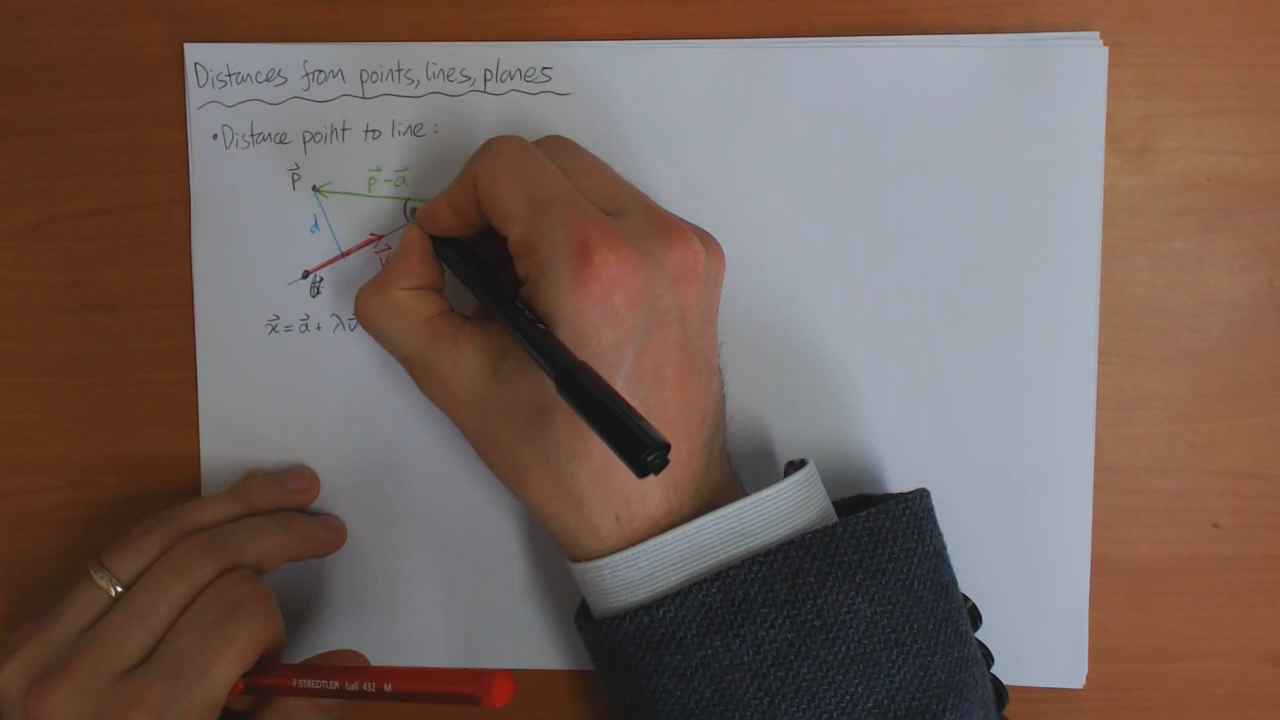 Distances from points, lines, planes
• Distance point to line:
p⃗
p⃗-a⃗
d
v⃗
x⃗ = a⃗ + λv⃗
STAEDTLER ball 432 M